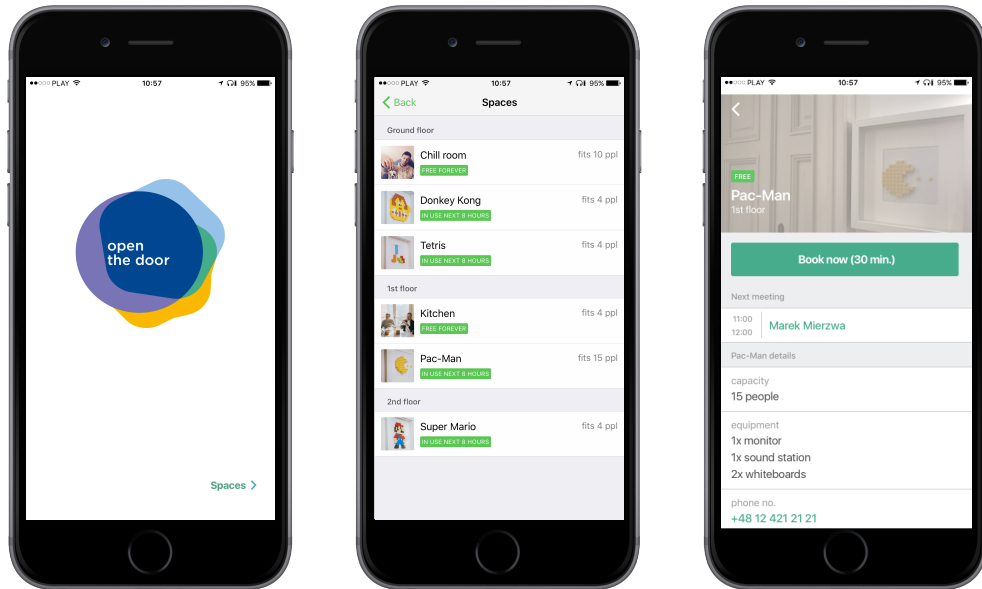 PLAY 10:57 95%
open
the door
Spaces
PLAY 10:57 95%
Back Spaces
Ground floor
Chill room fits 10 ppl
FREE FOREVER
Donkey Kong fits 4 ppl
IN USE NEXT 8 HOURS
Tetris fits 4 ppl
IN USE NEXT 8 HOURS
1st floor
Kitchen fits 4 ppl
FREE FOREVER
Pac-Man fits 15 ppl
IN USE NEXT 8 HOURS
2nd floor
Super Mario fits 4 ppl
IN USE NEXT 8 HOURS
PLAY 10:57 95%
FREE
Pac-Man
1st floor
Book now (30 min.)
Next meeting
11:00
12:00
Marek Mierzwa
Pac-Man details
capacity
15 people
equipment
1x monitor
1x sound station
2x whiteboards
phone no.
+48 12 421 21 21